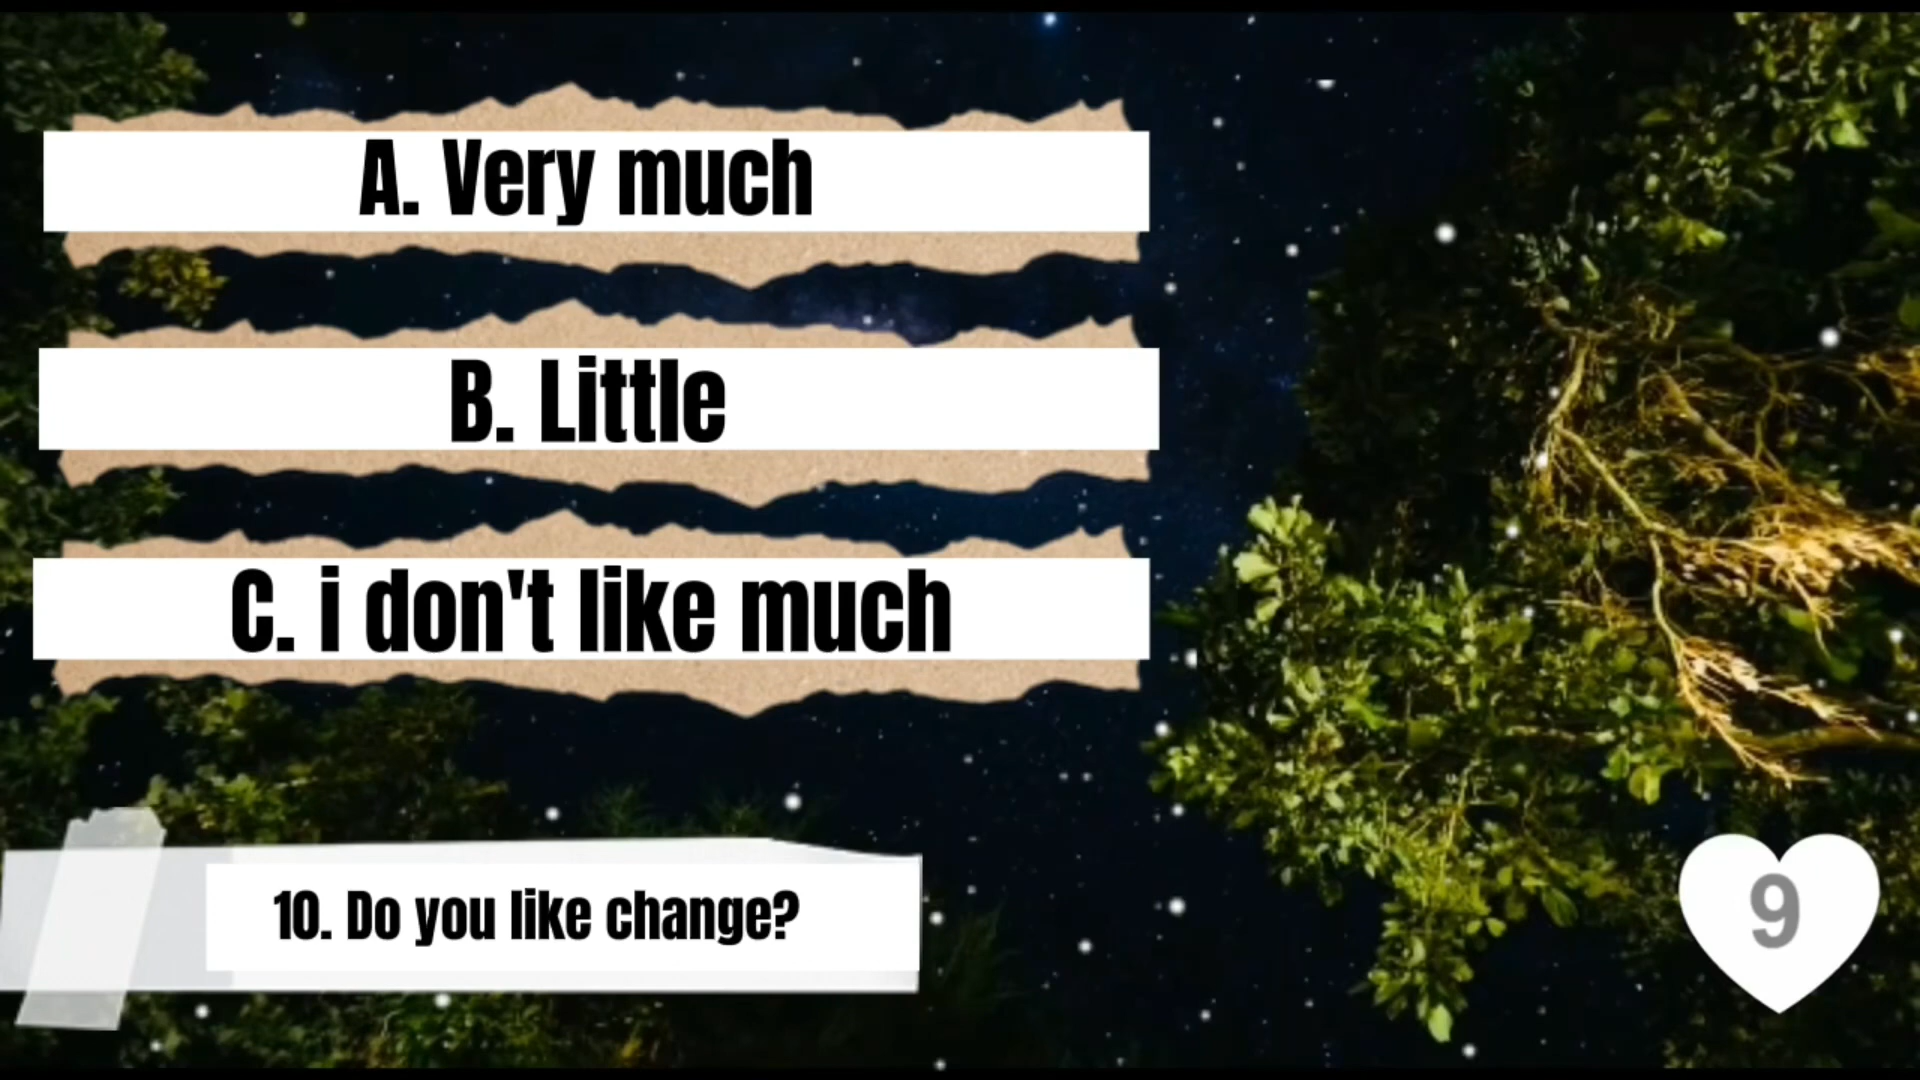 A. Very much
B. Little
C. i don't like much
10. Do you like change?
9